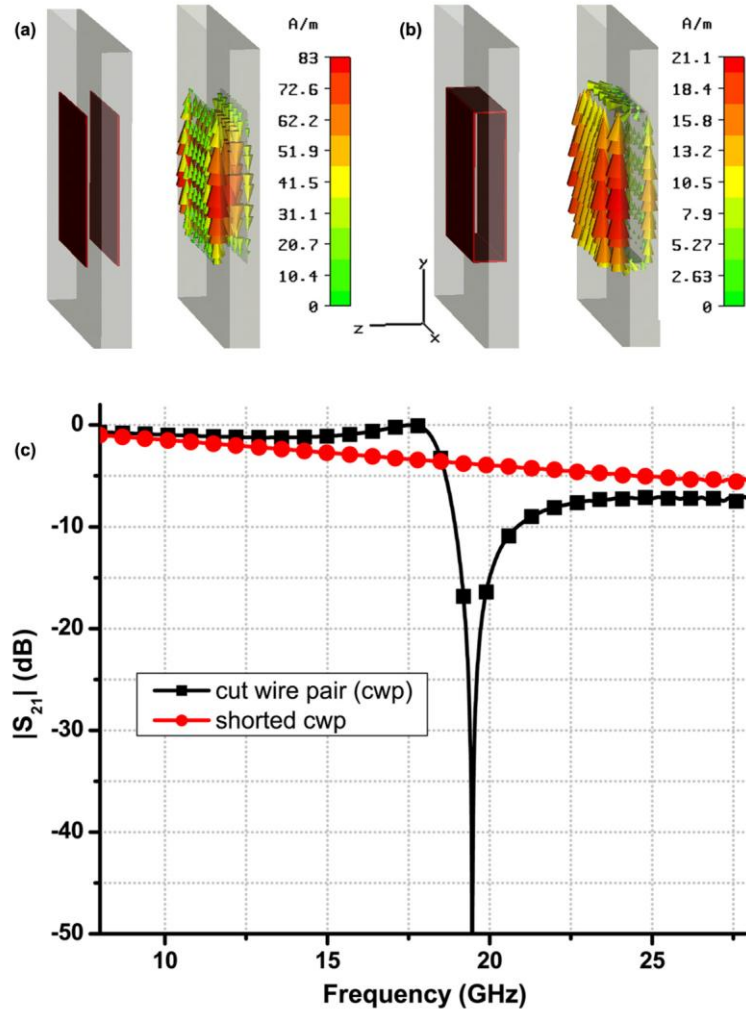 (a)
A/m
83
72.6
62.2
51.9
41.5
31.1
20.7
10.4
0
(b)
A/m
21.1
18.4
15.8
13.2
10.5
7.9
5.27
2.63
0
y
z
x
(c)
0
-10
-20
-30
-40
-50
|S21| (dB)
cut wire pair (cwp)
shorted cwp
10 15 20 25
Frequency (GHz)